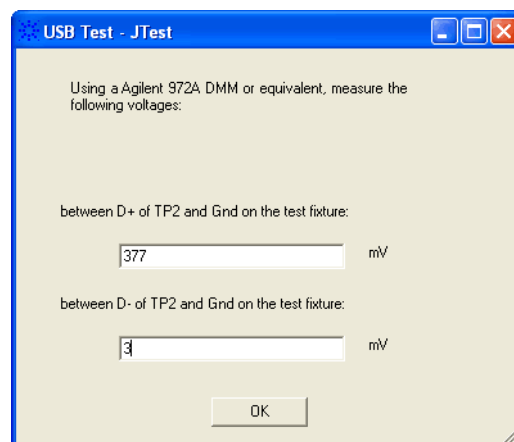 USB Test - JTest
Using a Agilent 972A DMM or equivalent, measure the
following voltages:
between D+ of TP2 and Gnd on the test fixture:
377 mV
between D- of TP2 and Gnd on the test fixture:
3 mV
OK